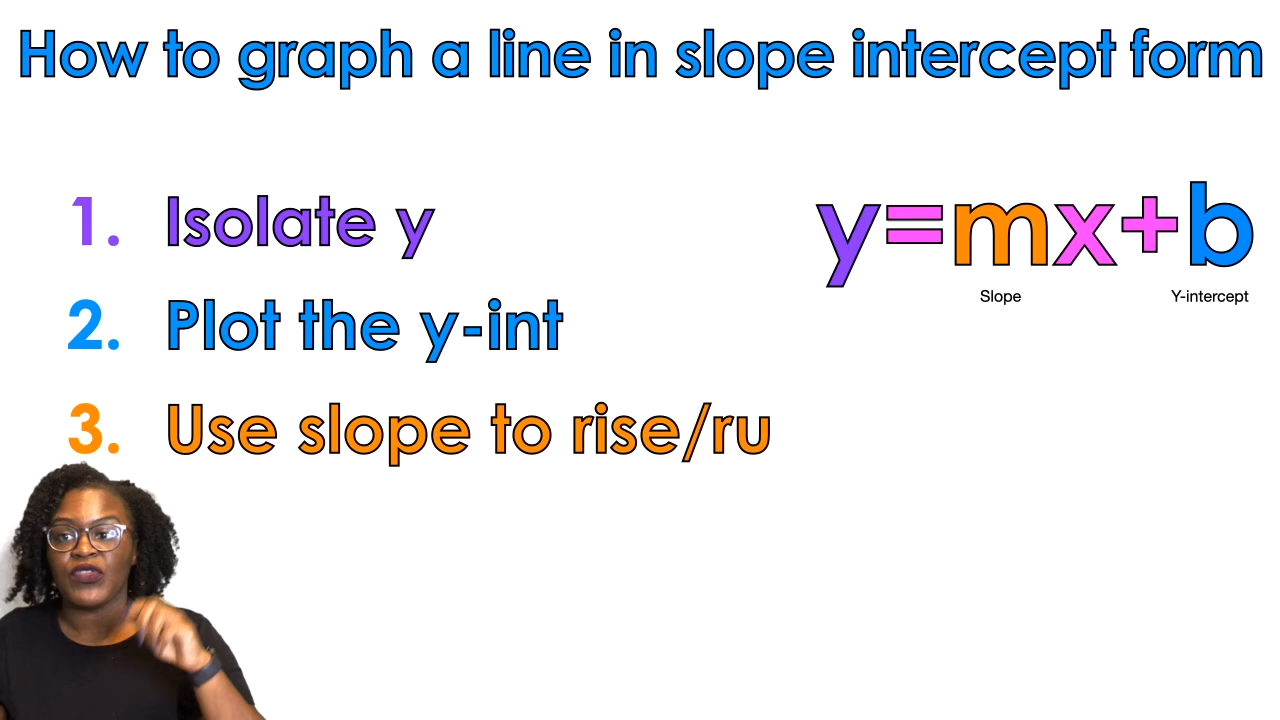 How to graph a line in slope intercept form
1. Isolate y
y=mx+b
Slope Y-intercept
2. Plot the y-int
3. Use slope to rise/ru